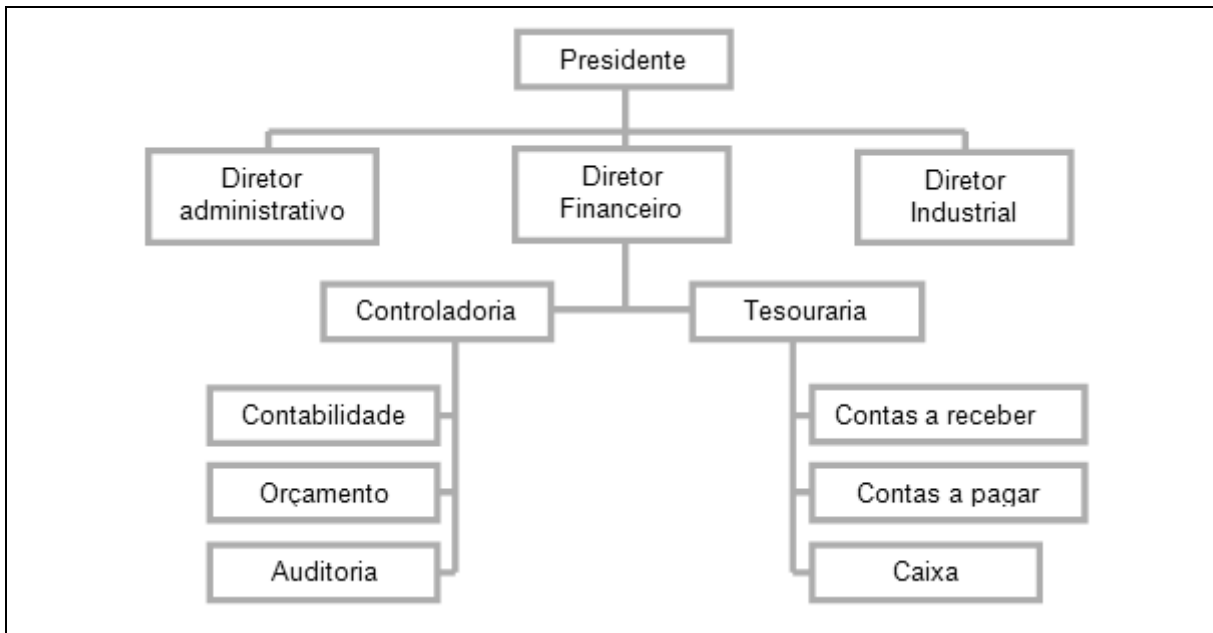 Presidente
Diretor
administrativo
Diretor
Financeiro
Diretor
Industrial
Controladoria
Tesouraria
Contabilidade
Orçamento
Auditoria
Contas a receber
Contas a pagar
Caixa